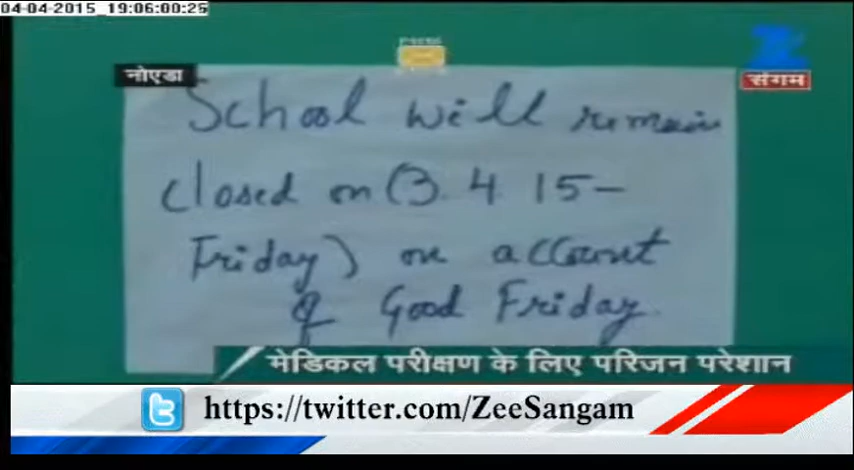 04-04-2015 19:06:00:25
नोएडा
संगम
School will remain
closed on (3.4.15-
Friday) on account
of Good Friday.
मेडिकल परीक्षण के लिए परिजन परेशान
https://twitter.com/ZeeSangam